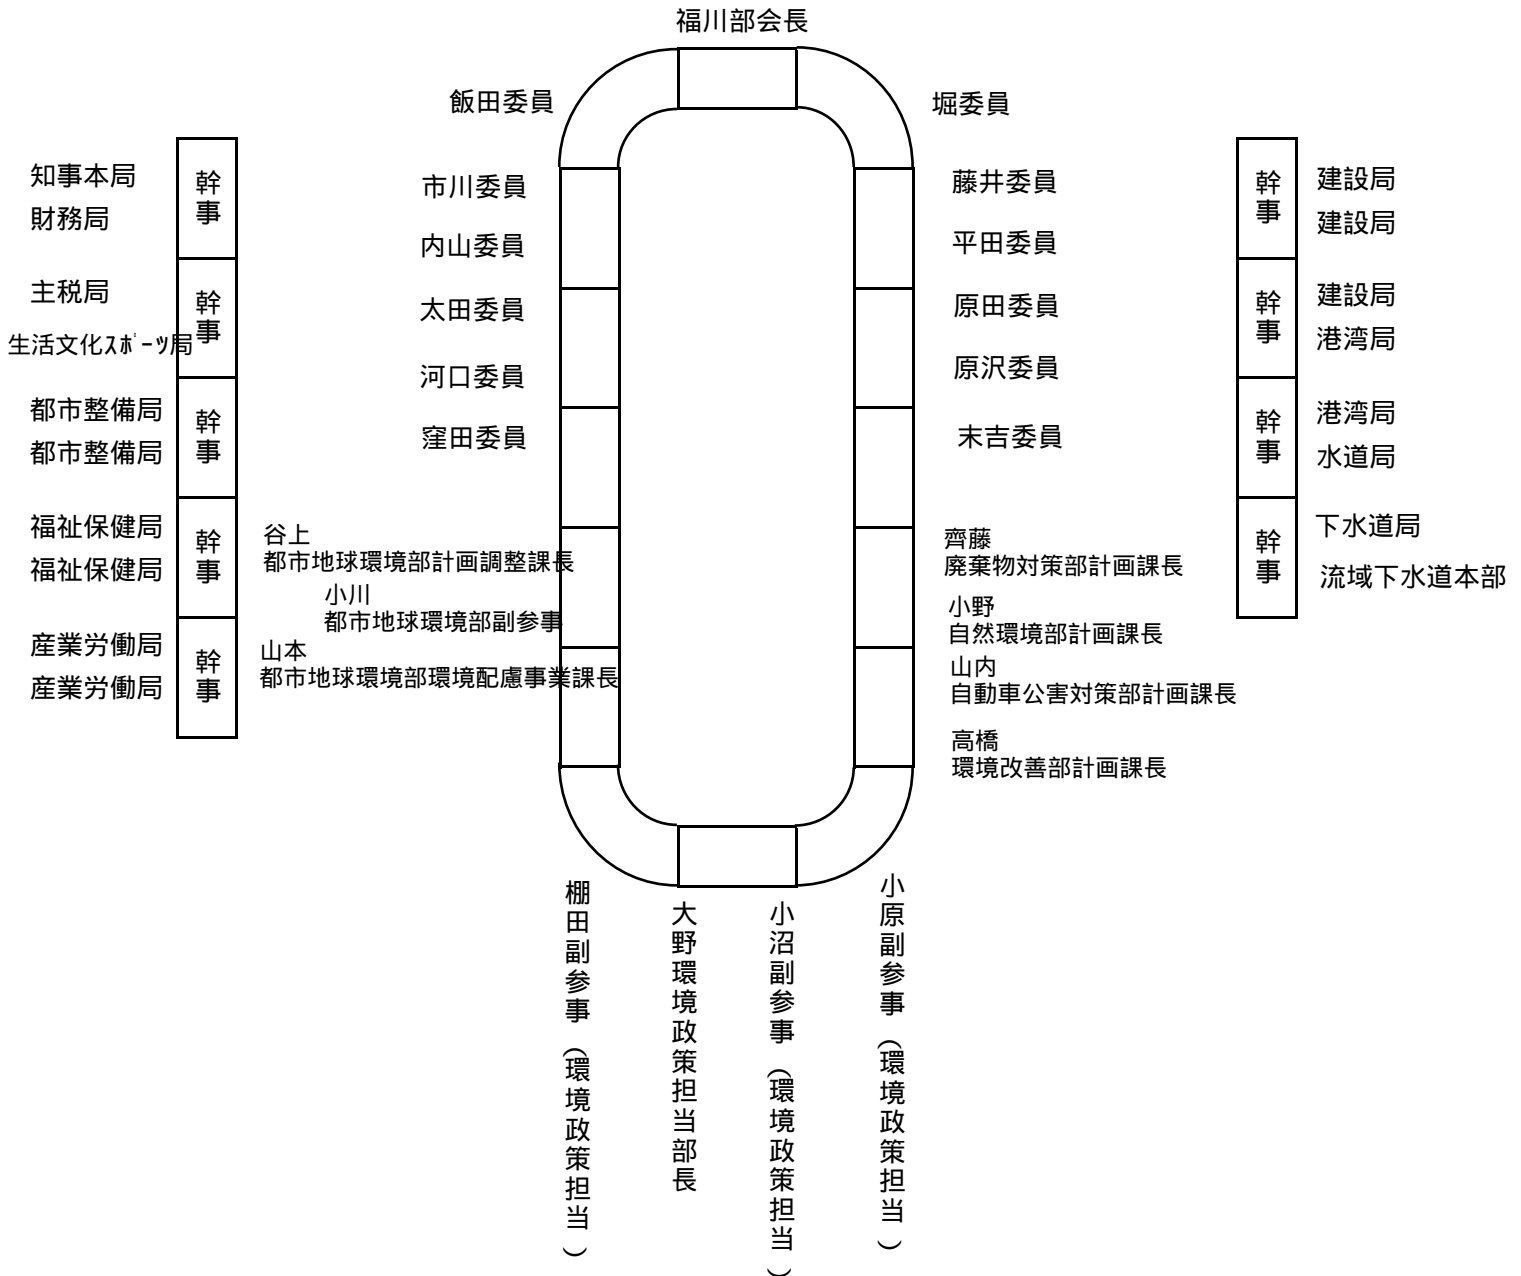 福川部会長
飯田委員
堀委員
知事本局
財務局
幹事
主税局
生活文化ｽﾎﾟｰﾂ局
幹事
都市整備局
都市整備局
幹事
福祉保健局
福祉保健局
幹事
産業労働局
産業労働局
幹事
市川委員
内山委員
太田委員
河口委員
窪田委員
谷上
都市地球環境部計画調整課長
小川
都市地球環境部副参事
山本
都市地球環境部環境配慮事業課長
藤井委員
平田委員
原田委員
原沢委員
末吉委員
齊藤
廃棄物対策部計画課長
小野
自然環境部計画課長
山内
自動車公害対策部計画課長
高橋
環境改善部計画課長
幹事
建設局
建設局
幹事
建設局
港湾局
幹事
港湾局
水道局
幹事
下水道局
流域下水道本部
棚田副参事（環境政策担当）
大野環境政策担当部長
小沼副参事（環境政策担当）
小原副参事（環境政策担当）